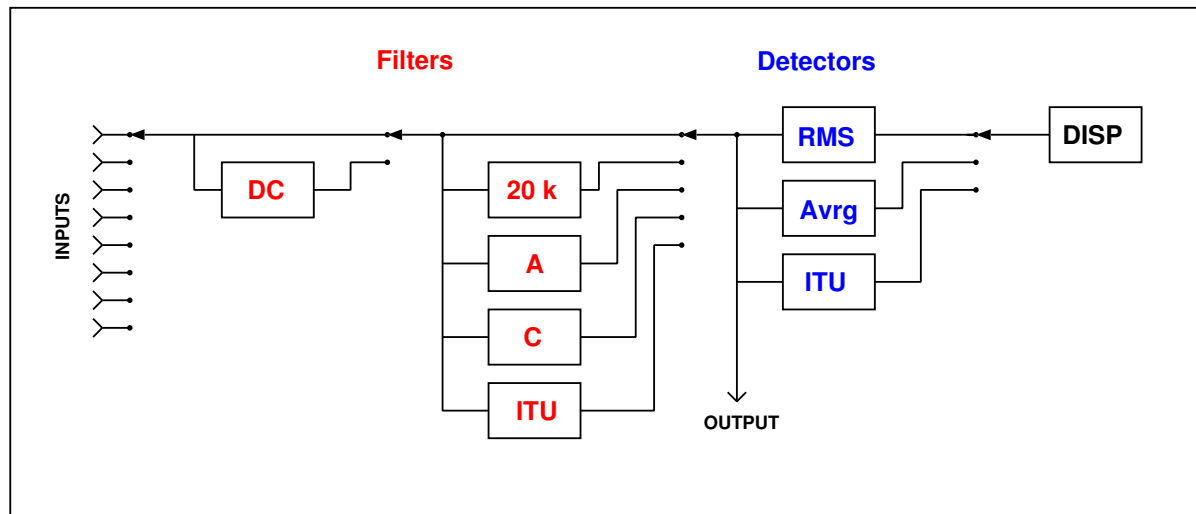 Filters
Detectors
INPUTS
DC
20 k
A
C
ITU
RMS
Avrg
ITU
DISP
OUTPUT